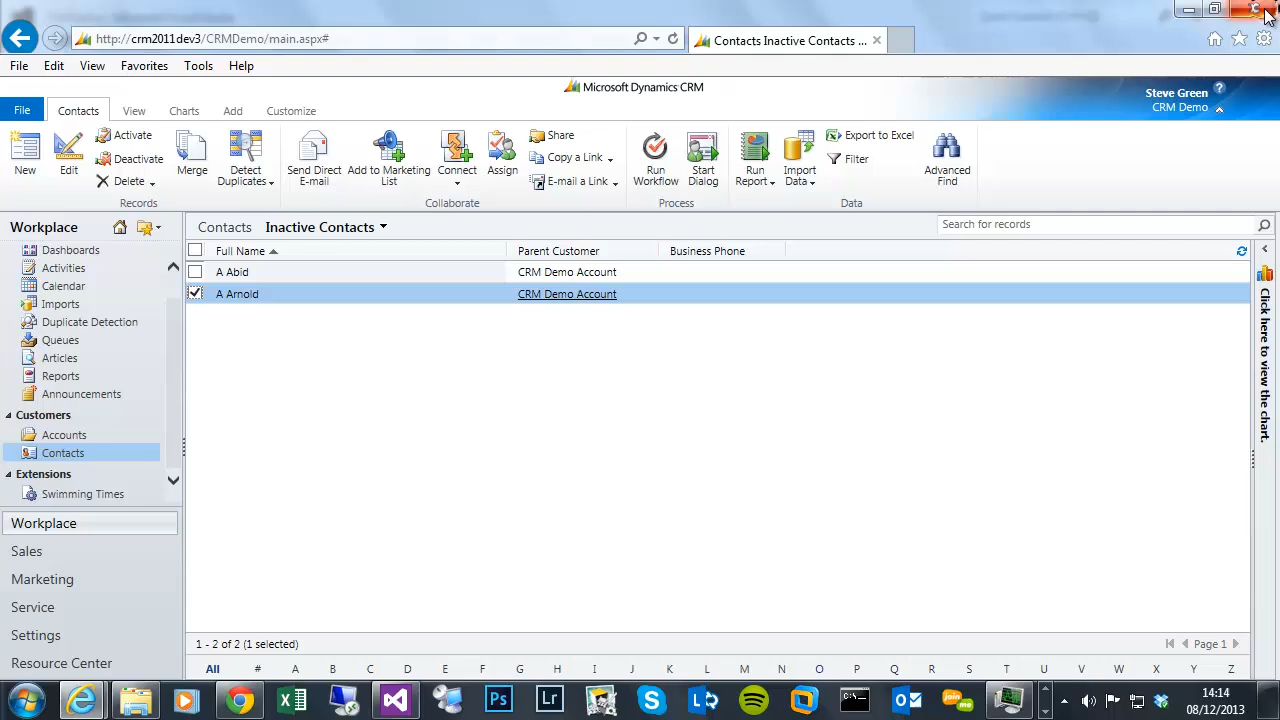 http://crm2011dev3/CRMDemo/main.aspx#
Contacts Inactive Contacts ...
File Edit View Favorites Tools Help
Microsoft Dynamics CRM
Steve Green
CRM Demo
File Contacts View Charts Add Customize
New
Edit
Activate
Deactivate
Delete
Merge
Detect Duplicates
Records
Send Direct E-mail
Add to Marketing List
Connect
Assign
Share
Copy a Link
E-mail a Link
Collaborate
Run Workflow
Start Dialog
Process
Run Report
Import Data
Export to Excel
Filter
Data
Advanced Find
Workplace
Dashboards
Activities
Calendar
Imports
Duplicate Detection
Queues
Articles
Reports
Announcements
Customers
Accounts
Contacts
Extensions
Swimming Times
Workplace
Sales
Marketing
Service
Settings
Resource Center
Contacts Inactive Contacts
Search for records
Full Name Parent Customer Business Phone
A Abid CRM Demo Account
A Arnold CRM Demo Account
Click here to view the chart.
1 - 2 of 2 (1 selected)
Page 1
All # A B C D E F G H I J K L M N O P Q R S T U V W X Y Z
Ps Lr
join me
14:14
08/12/2013